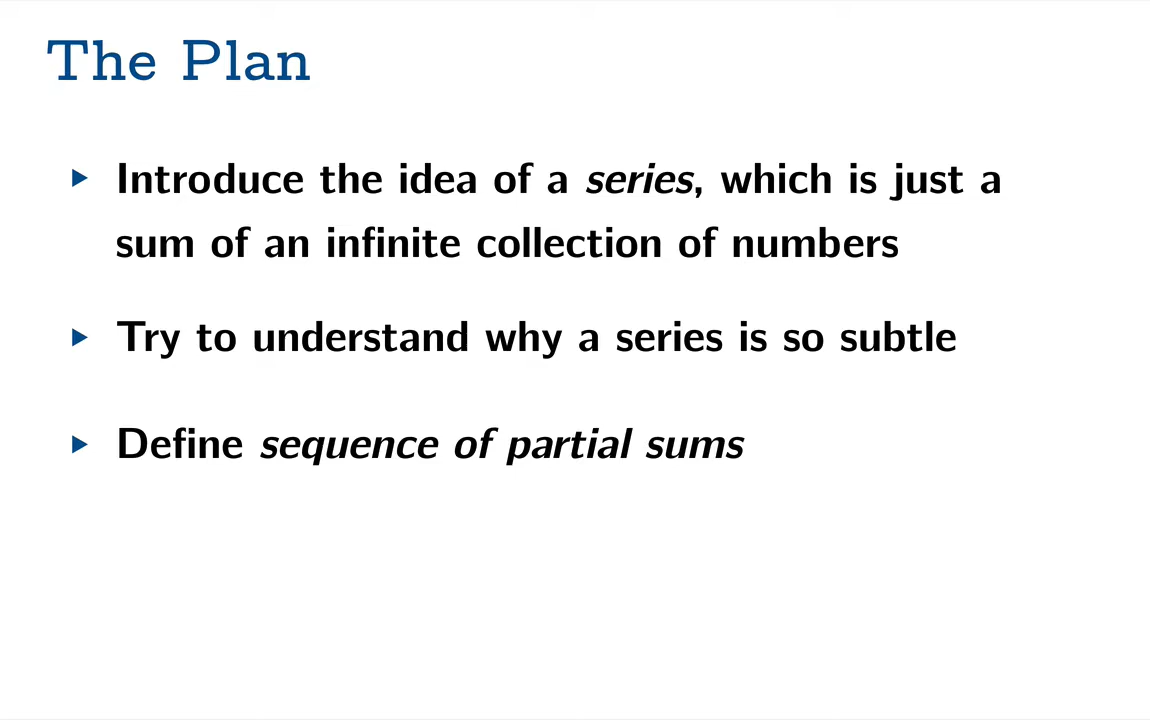 The Plan
Introduce the idea of a series, which is just a
sum of an infinite collection of numbers
Try to understand why a series is so subtle
Define sequence of partial sums